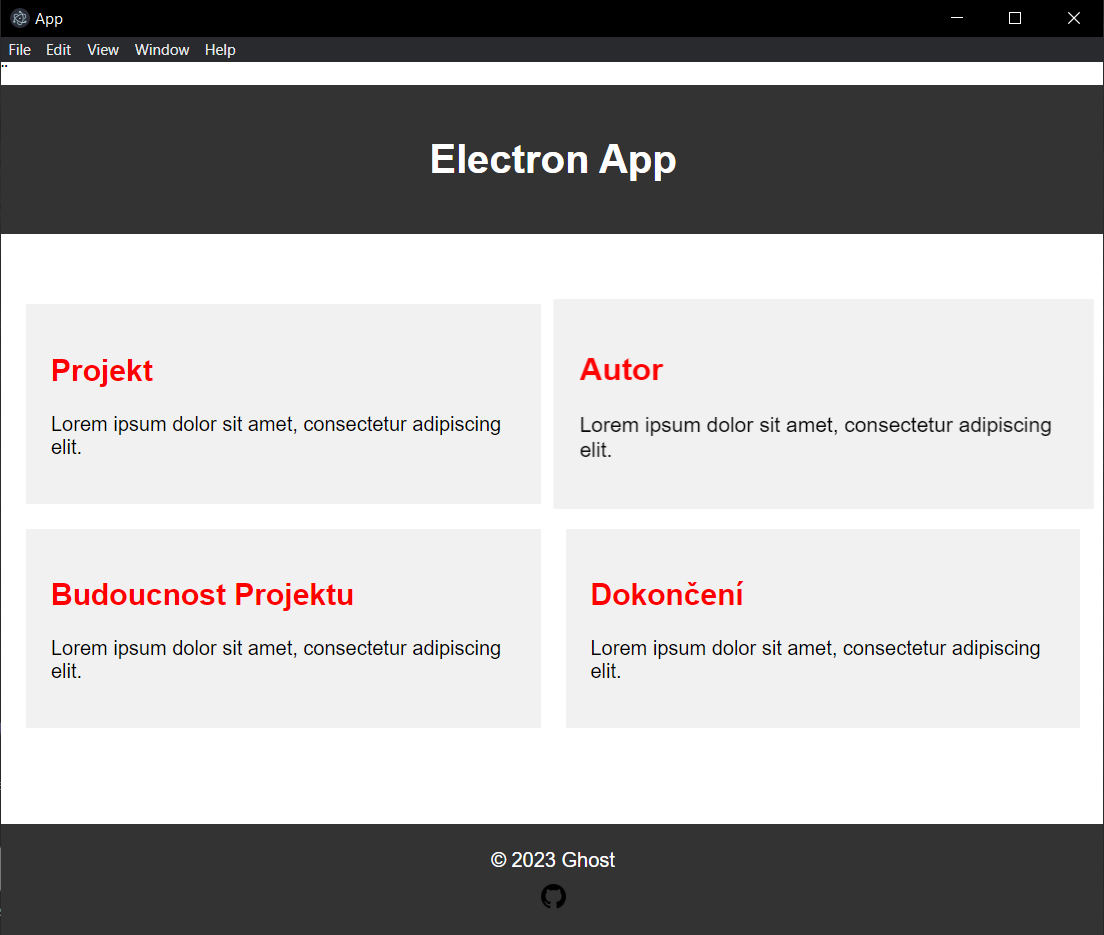 App
File Edit View Window Help
¨
Electron App
Projekt
Lorem ipsum dolor sit amet, consectetur adipiscing
elit.
Autor
Lorem ipsum dolor sit amet, consectetur adipiscing
elit.
Budoucnost Projektu
Lorem ipsum dolor sit amet, consectetur adipiscing
elit.
Dokončení
Lorem ipsum dolor sit amet, consectetur adipiscing
elit.
© 2023 Ghost